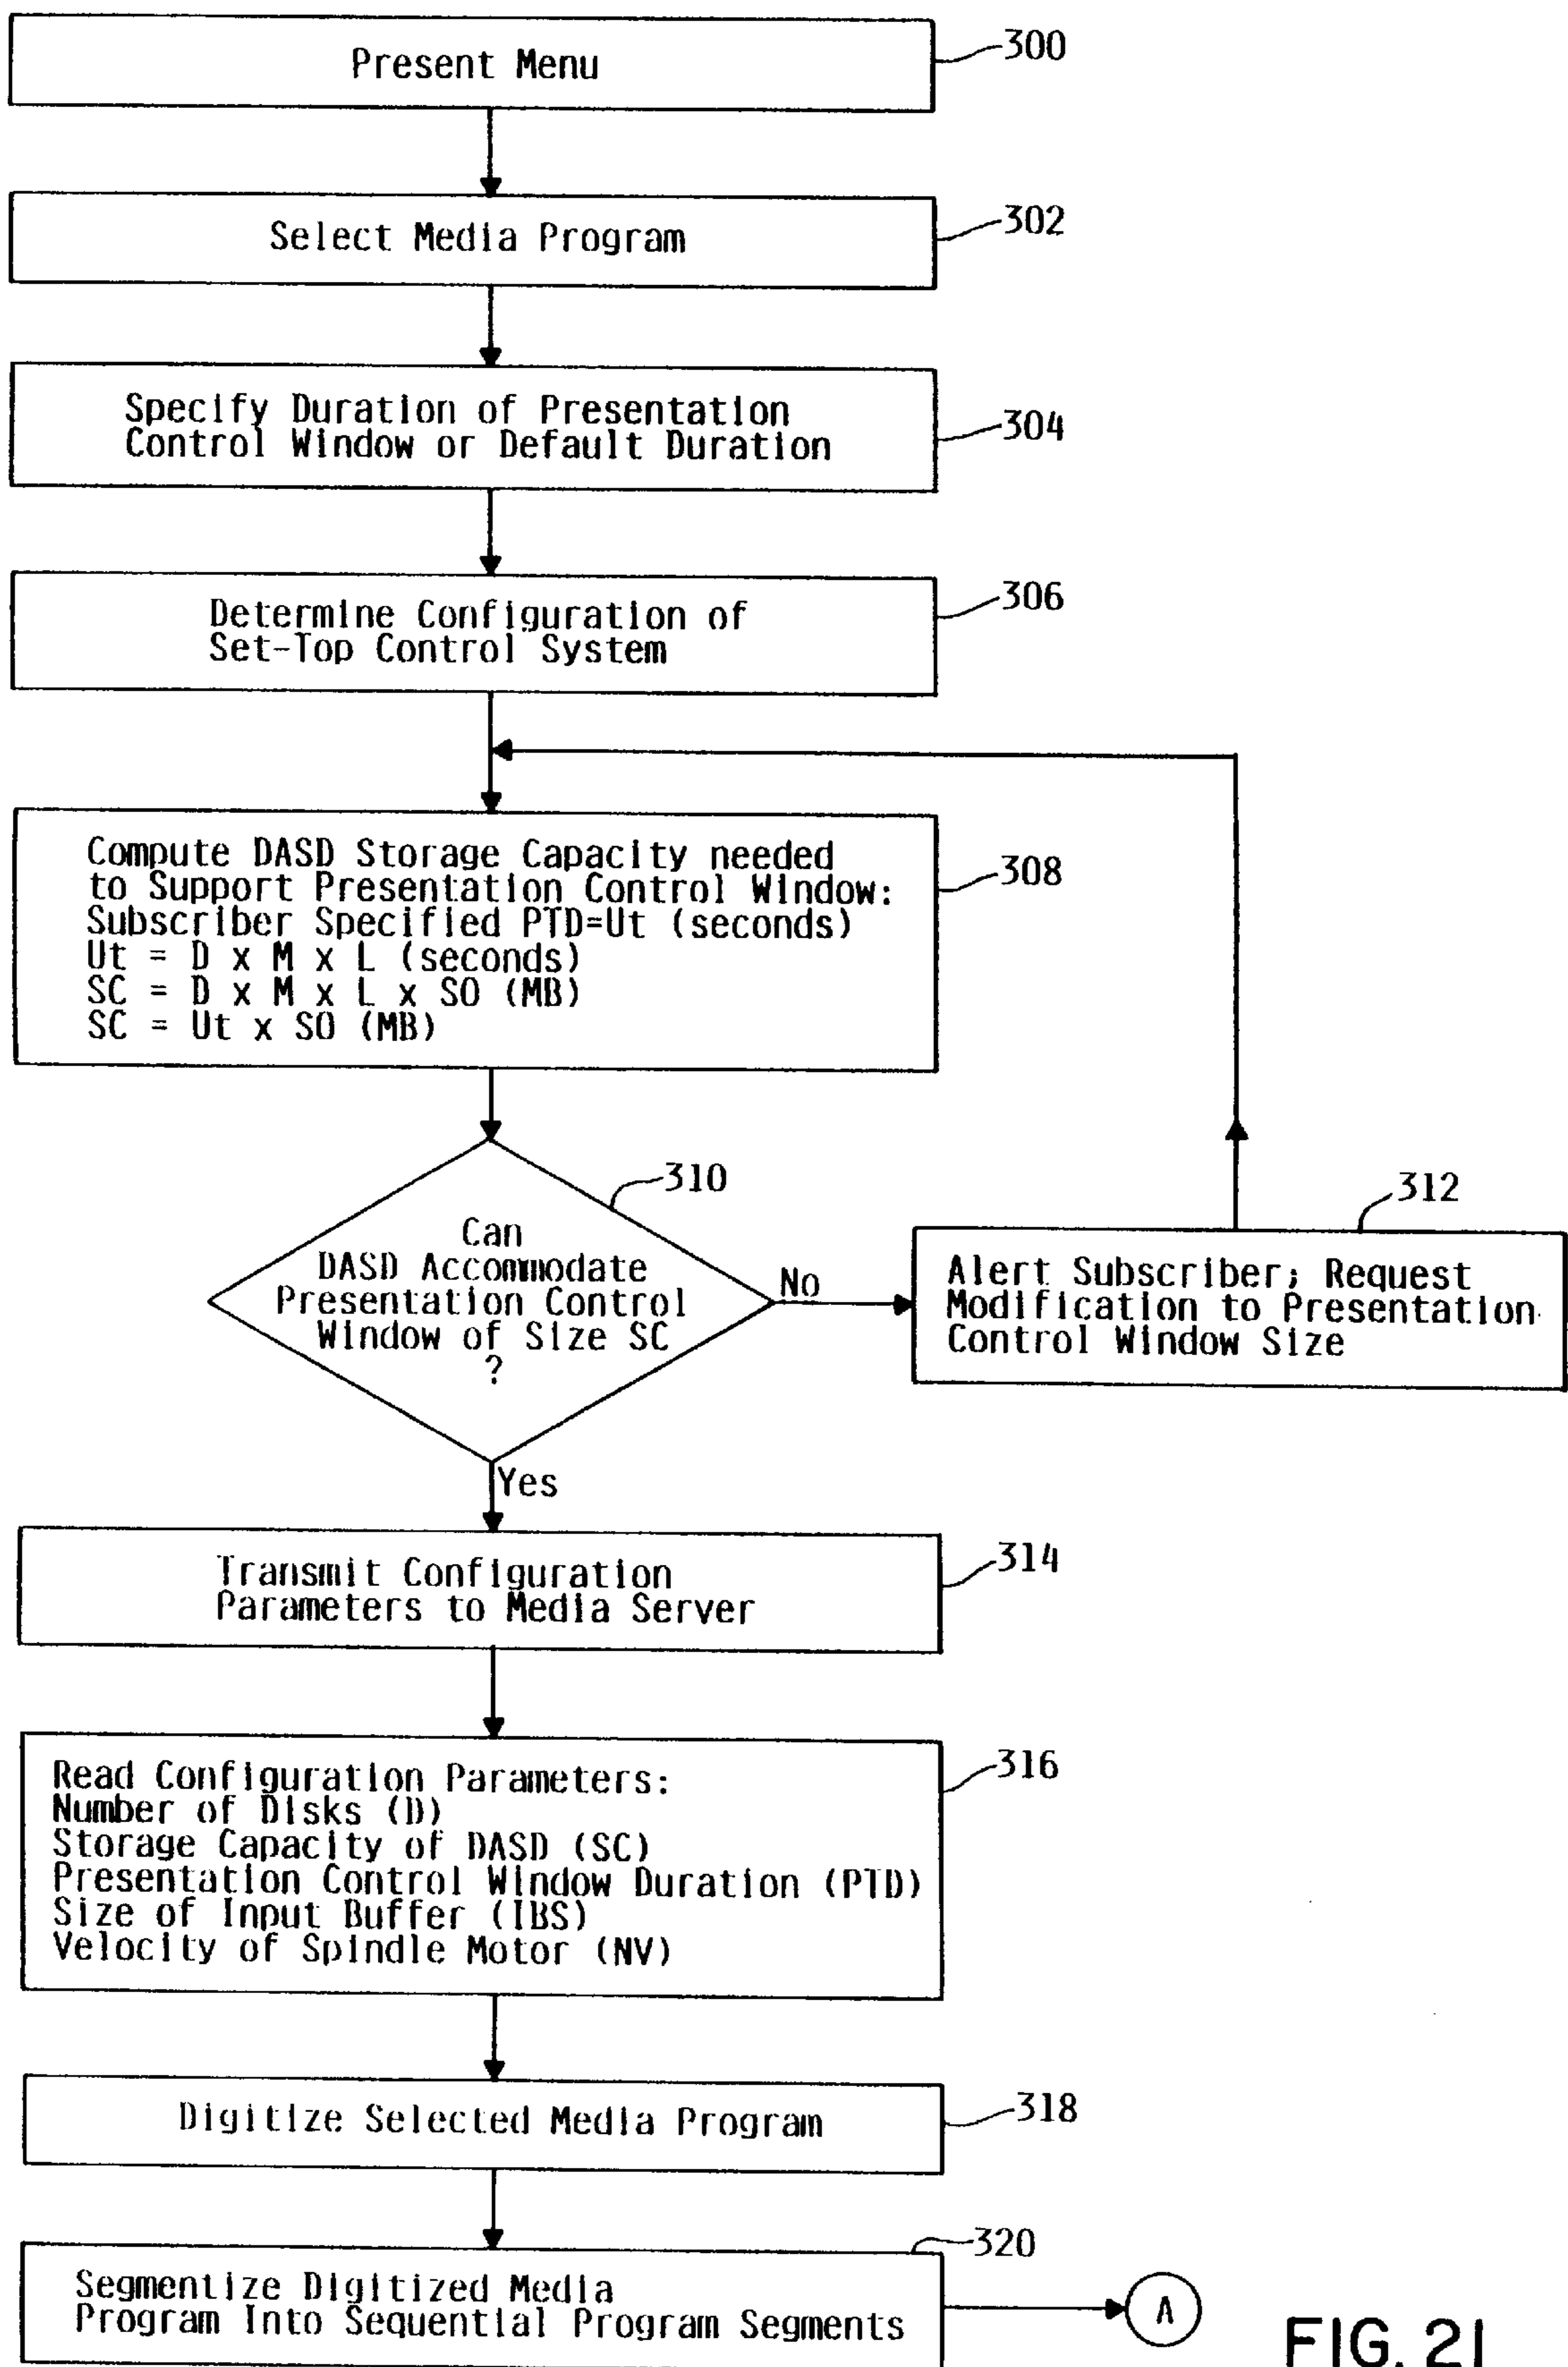 Present Menu
300
Select Media Program
302
Specify Duration of Presentation
Control Window or Default Duration
304
Determine Configuration of
Set-Top Control System
306
Compute DASD Storage Capacity needed
to Support Presentation Control Window:
Subscriber Specified PTD=Ut (seconds)
Ut = D x M x L (seconds)
SC = D x M x L x SO (MB)
SC = Ut x SO (MB)
308
310
Can
DASD Accommodate
Presentation Control
Window of Size SC
?
No
312
Alert Subscriber; Request
Modification to Presentation
Control Window Size
Yes
Transmit Configuration
Parameters to Media Server
314
Read Configuration Parameters:
Number of Disks (D)
Storage Capacity of DASD (SC)
Presentation Control Window Duration (PTD)
Size of Input Buffer (IBS)
Velocity of Spindle Motor (NV)
316
Digitize Selected Media Program
318
320
Segmentize Digitized Media
Program Into Sequential Program Segments
A
FIG. 21